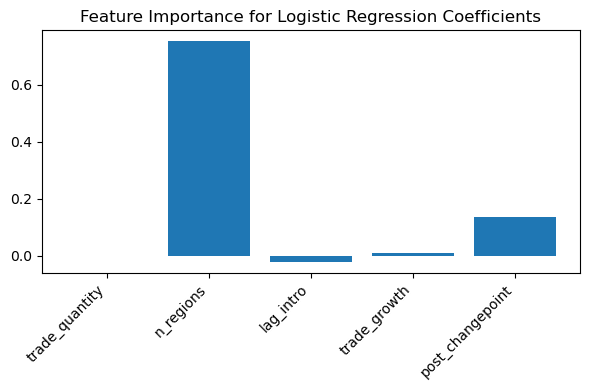 Feature Importance for Logistic Regression Coefficients
0.6
0.4
0.2
0.0
trade_quantity
n_regions
lag_intro
trade_growth
post_changepoint